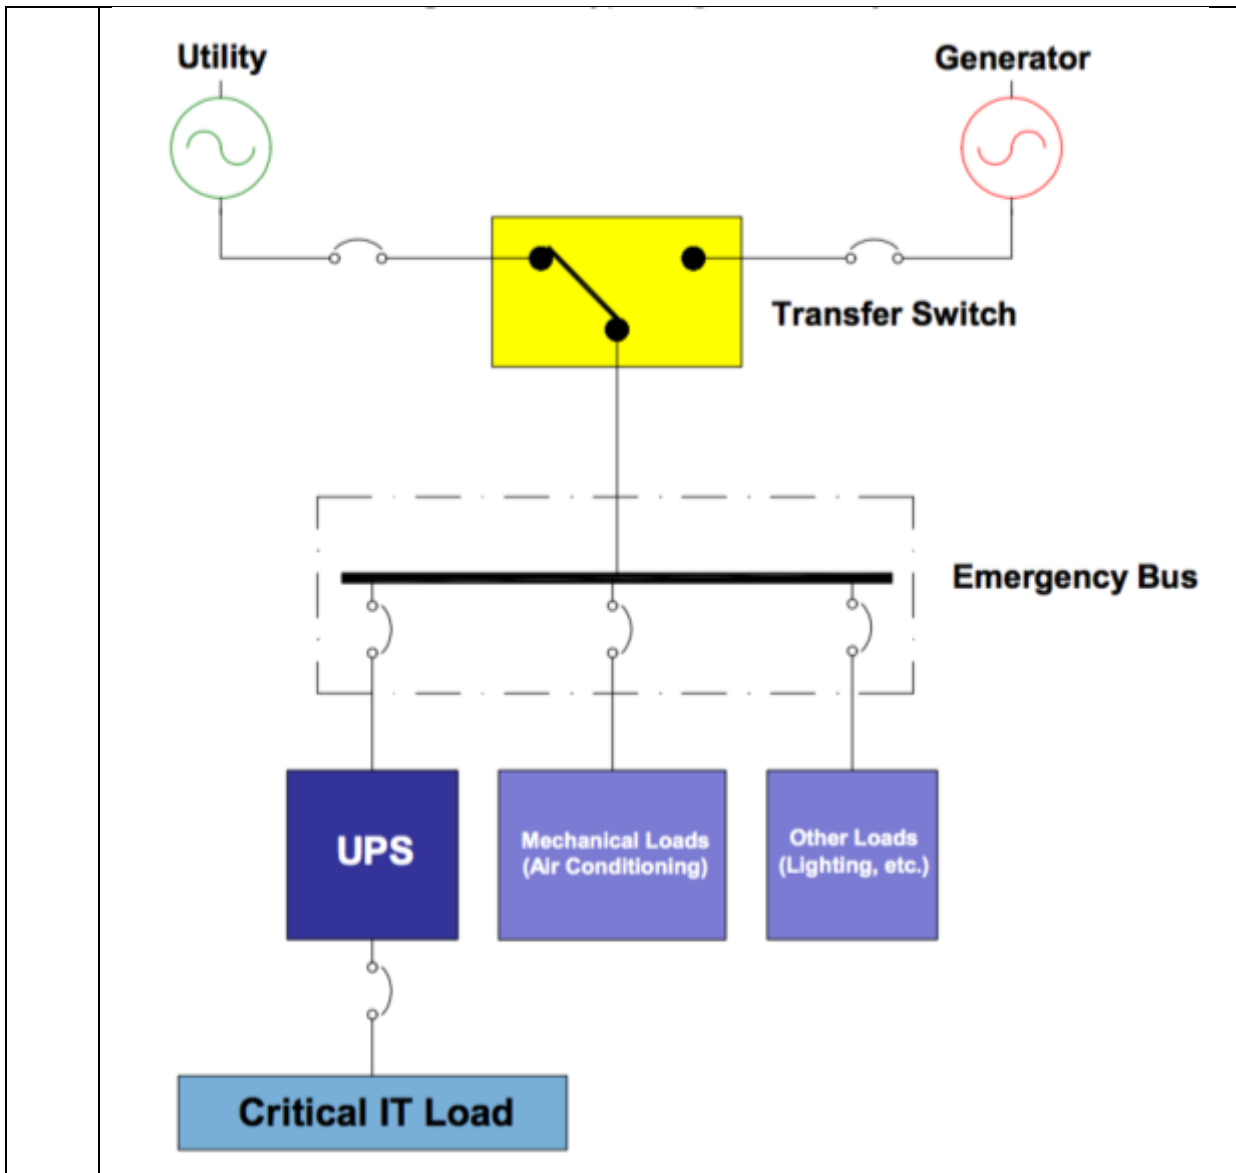 Utility
Generator
Transfer Switch
Emergency Bus
UPS
Mechanical Loads
(Air Conditioning)
Other Loads
(Lighting, etc.)
Critical IT Load